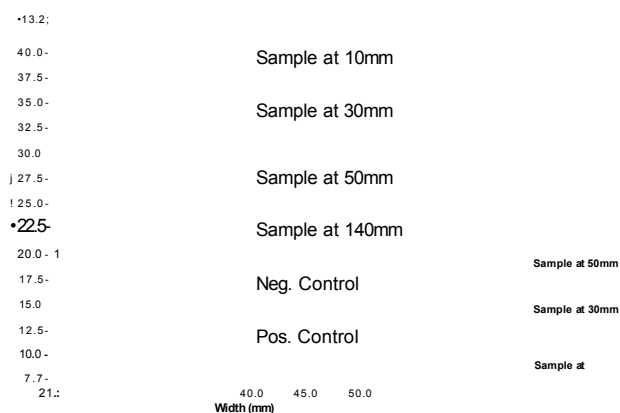 •13.2;
40.0-
Sample at 10mm
37.5-
35.0-
Sample at 30mm
32.5-
30.0
j 27.5-
Sample at 50mm
! 25.0-
•22.5-
Sample at 140mm
20.0- 1
Sample at 50mm
17.5-
Neg. Control
15.0
Sample at 30mm
12.5-
Pos. Control
10.0 -
Sample at
7.7-
21.: 40.0 45.0 50.0
Width (mm)